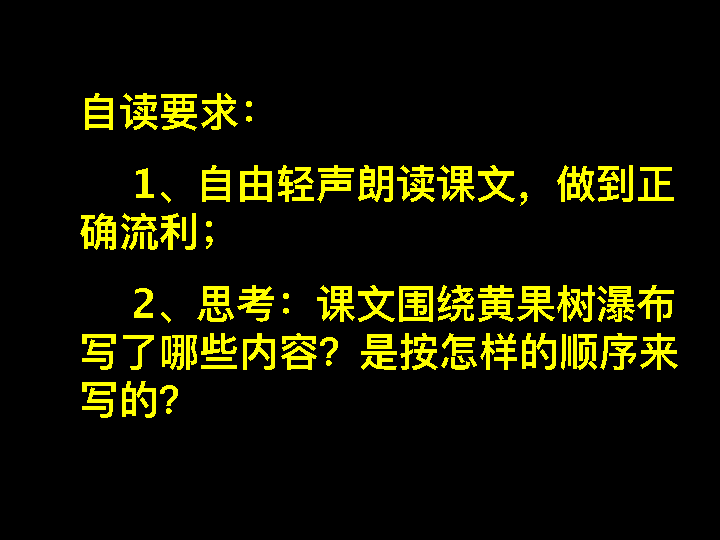 自读要求：
1、自由轻声朗读课文，做到正
确流利；
2、思考：课文围绕黄果树瀑布
写了哪些内容？是按怎样的顺序来
写的？